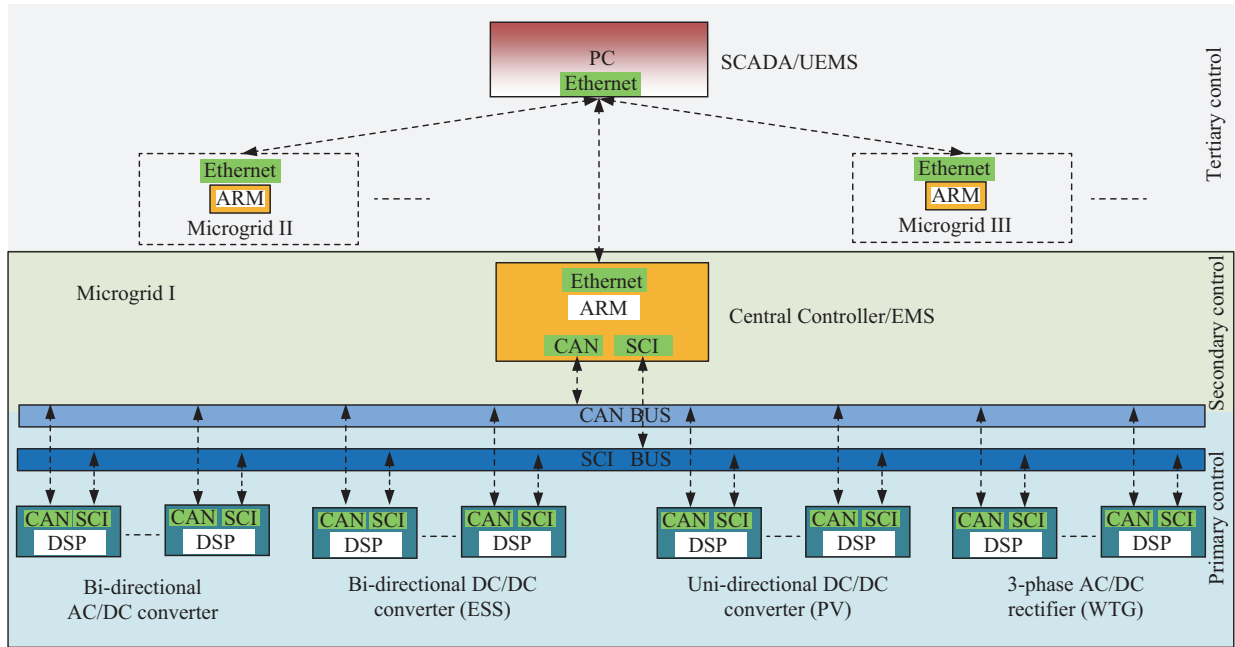 PC
SCADA/UEMS
Ethernet
Tertiary control
Ethernet
ARM
Microgrid II
Ethernet
ARM
Microgrid III
Microgrid I
Ethernet
ARM
CAN SCI
Central Controller/EMS
Secondary control
CAN BUS
SCI BUS
Primary control
CAN SCI
DSP
CAN SCI
DSP
CAN SCI
DSP
CAN SCI
DSP
CAN SCI
DSP
CAN SCI
DSP
CAN SCI
DSP
CAN SCI
DSP
Bi-directional
AC/DC converter
Bi-directional DC/DC
converter (ESS)
Uni-directional DC/DC
converter (PV)
3-phase AC/DC
rectifier (WTG)